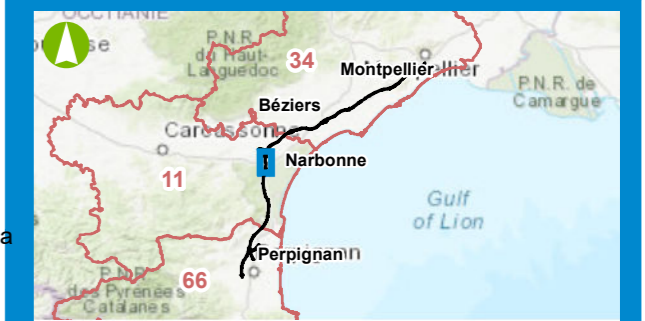 OCCITANIE
P.N.R.
du Haut-
Languedoc
34
Montpellier
P.N.R. de
Camargue
Béziers
Carcassonne
Narbonne
11
Gulf
of Lion
a
Perpignan
66
P.N.R.
des Pyrénées
Catalanes